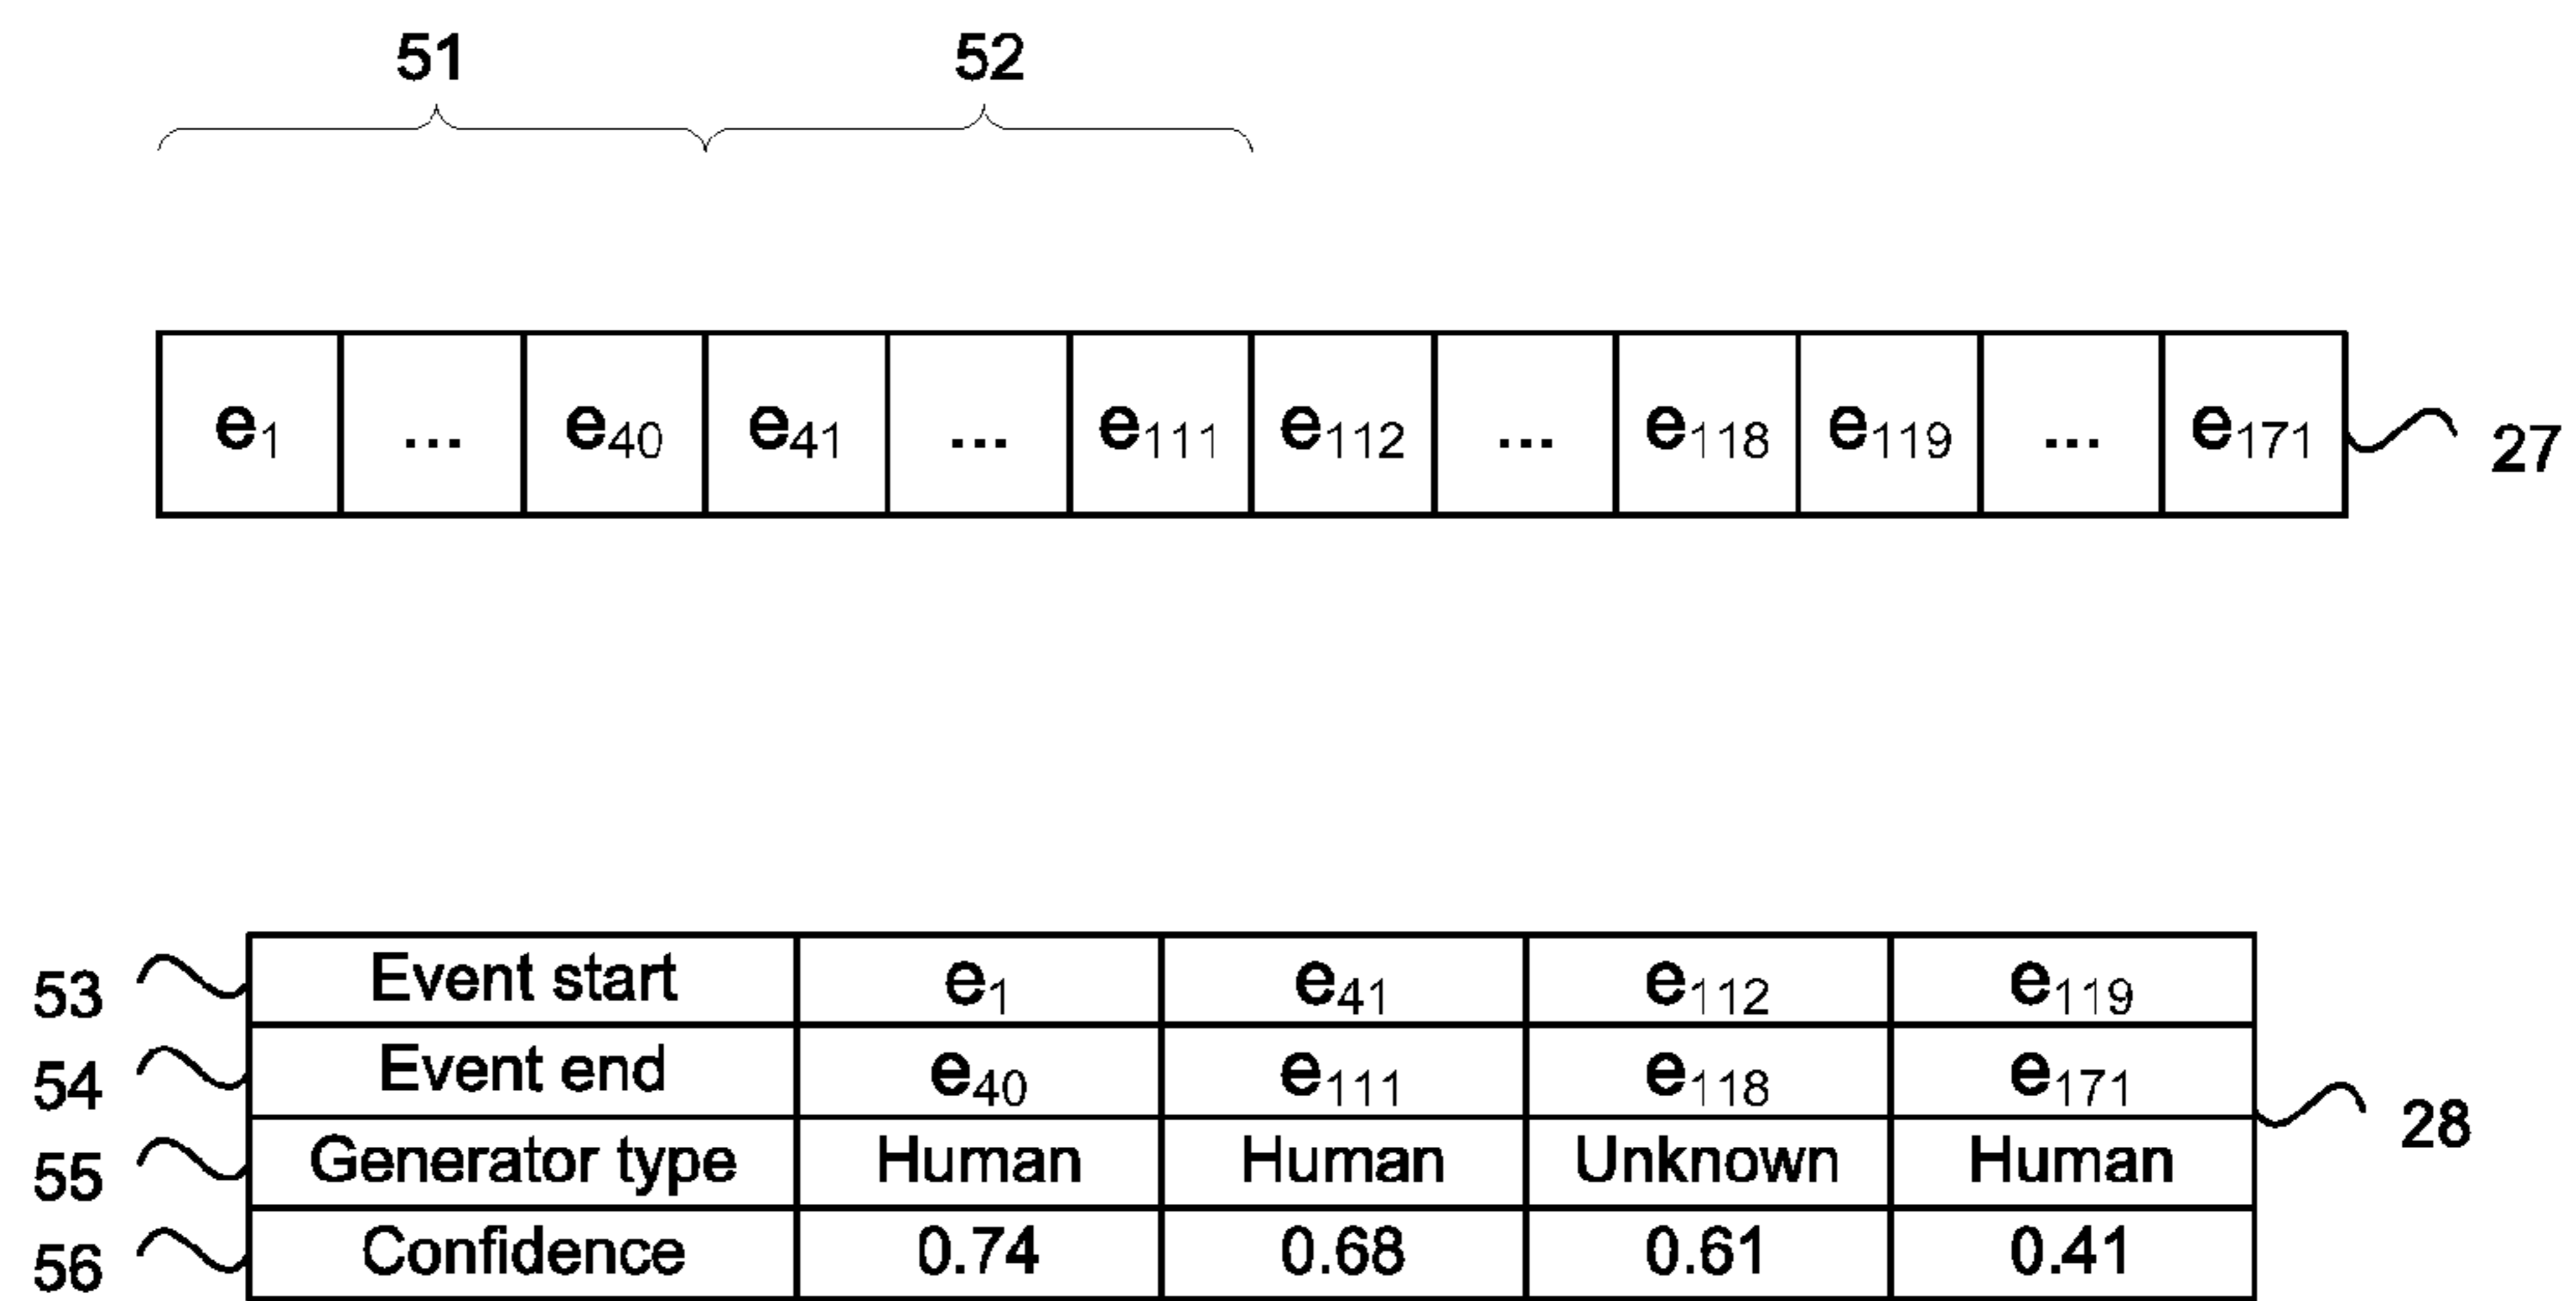 51 52
e1 ... e40 e41 ... e111 e112 ... e118 e119 ... e171 27
53 Event start e1 e41 e112 e119
54 Event end e40 e111 e118 e171
28
55 Generator type Human Human Unknown Human
56 Confidence 0.74 0.68 0.61 0.41